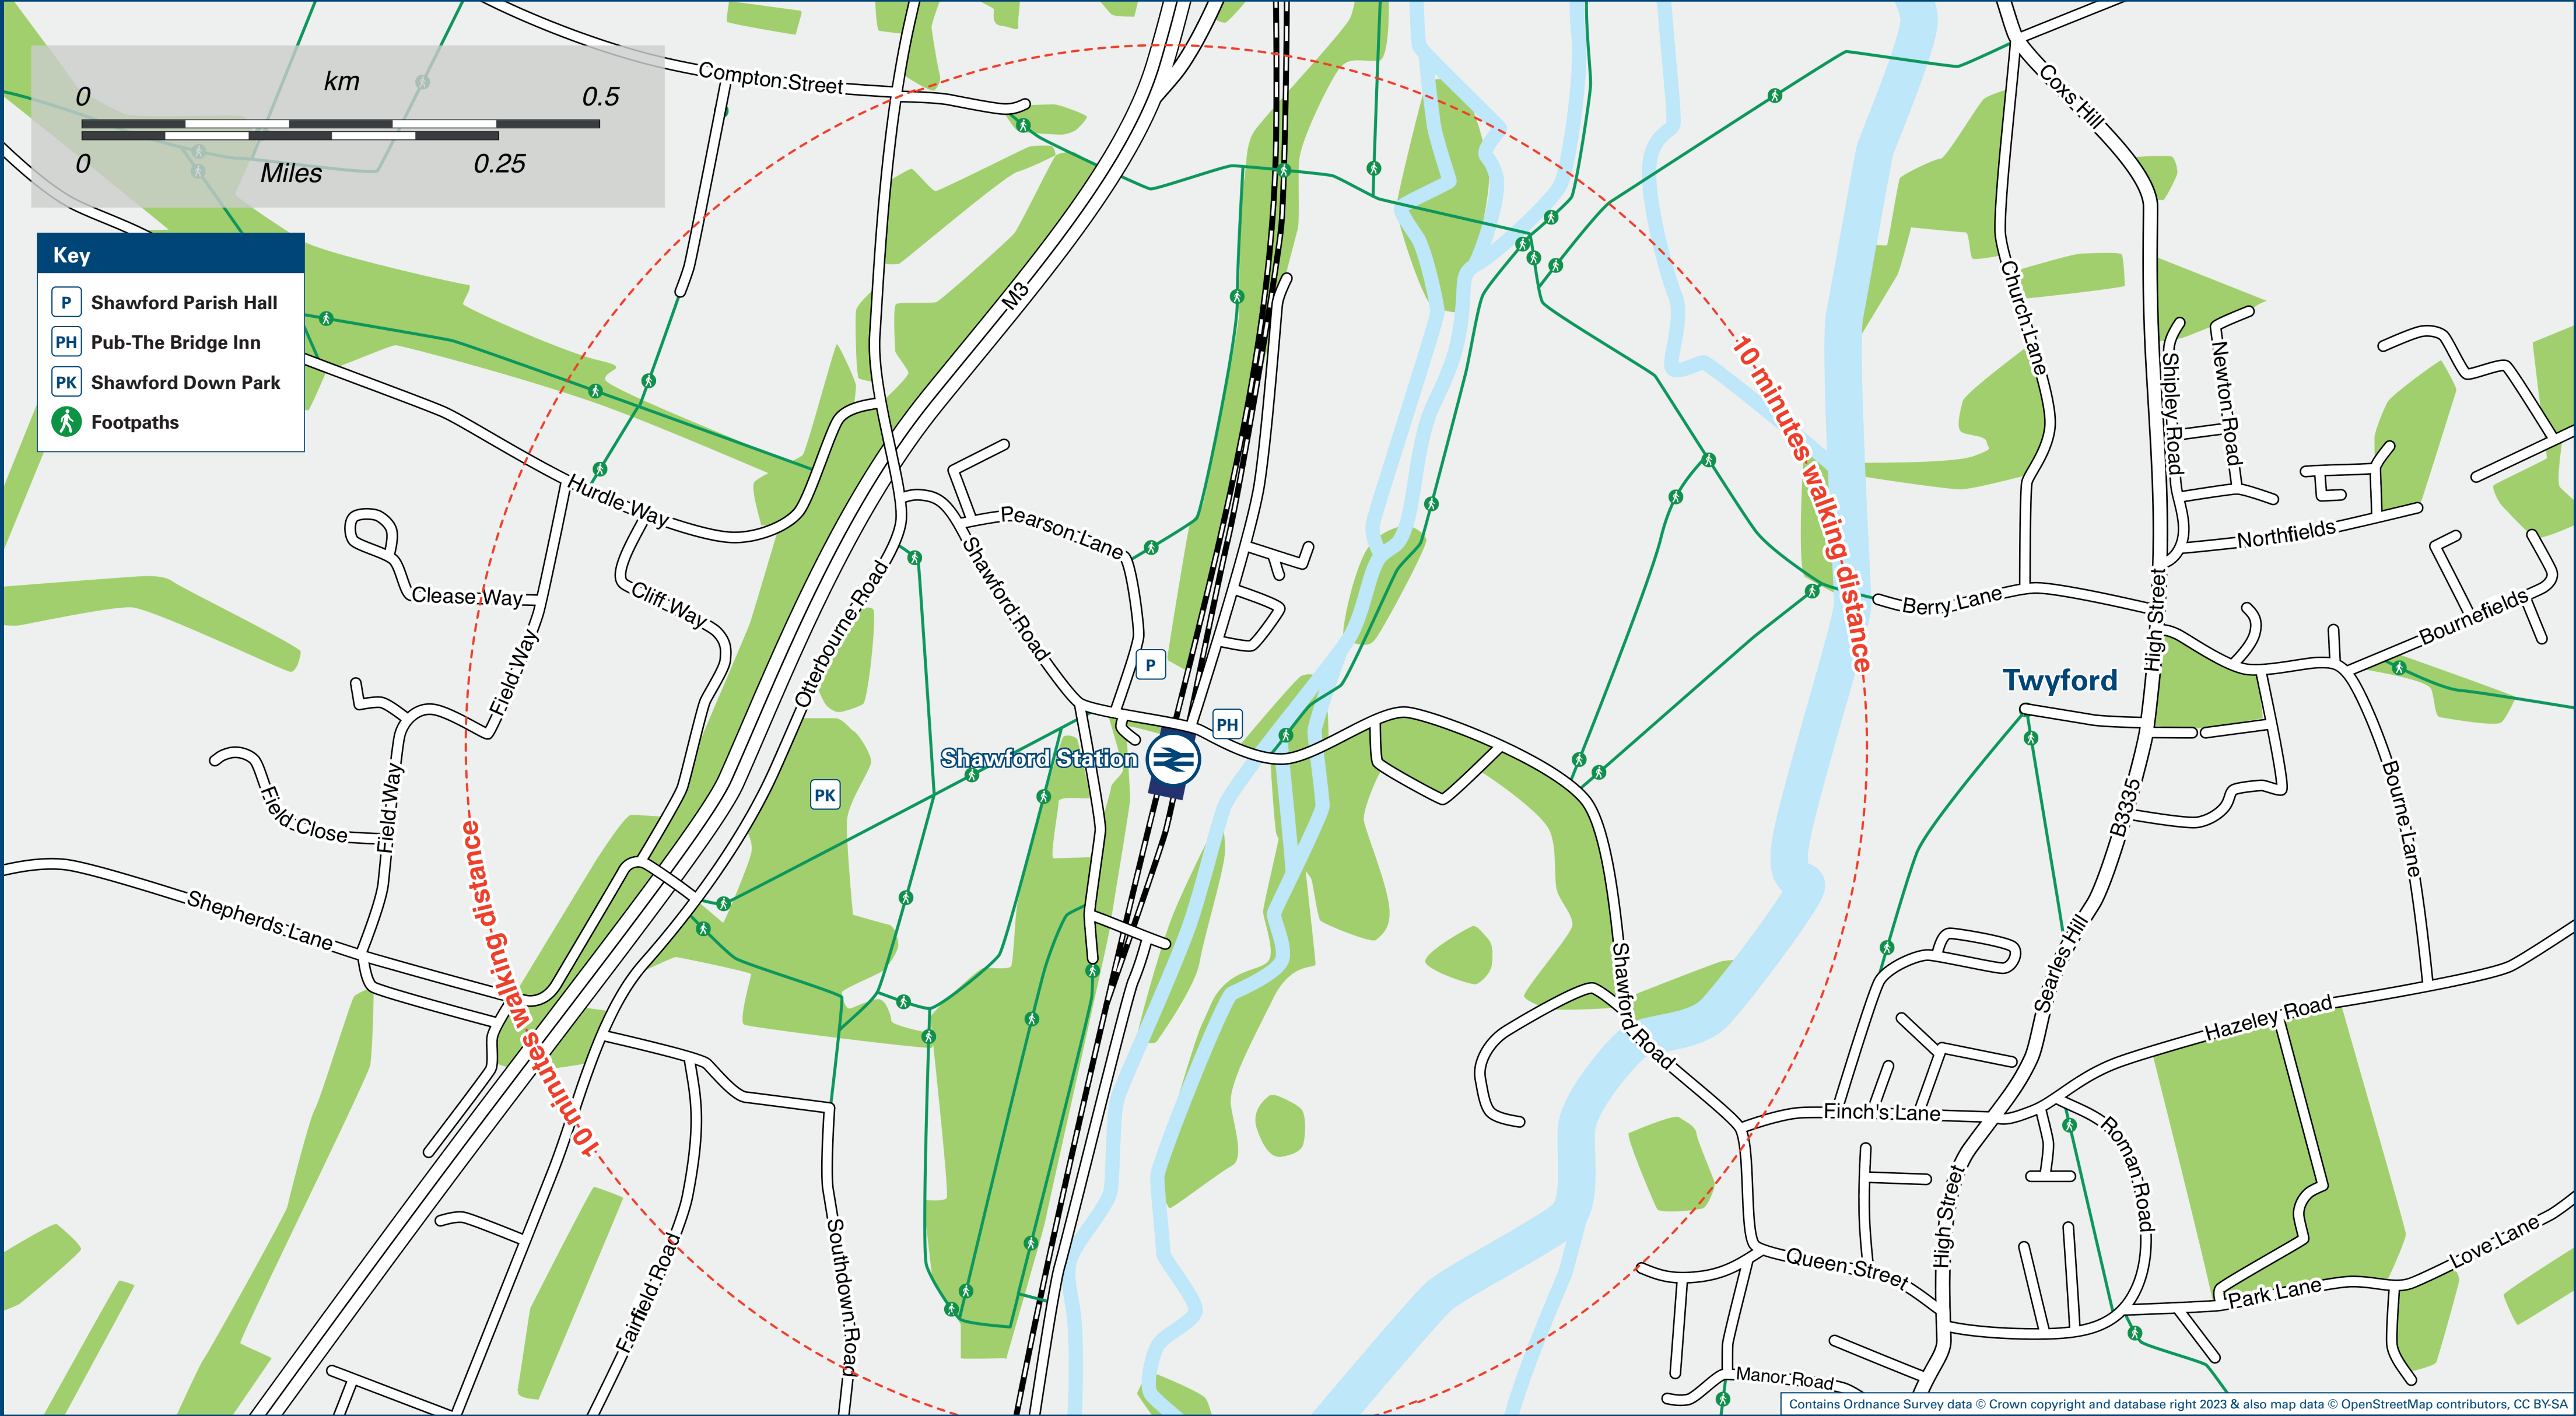 km
0 0.5
0 0.25
Miles
Key
P Shawford Parish Hall
PH Pub-The Bridge Inn
PK Shawford Down Park
Footpaths
Compton Street
M3
Coxs Hill
Church Lane
Shipley Road
Newton Road
Northfields
10 minutes walking distance
Hurdle Way
Pearson Lane
Clease Way
Cliff Way
Field Way
Otterbourne Road
Shawford Road
Berry Lane
High Street
Bournefields
P
PH
PK
Shawford Station
Twyford
Field Close
Field Way
B3335
Bourne Lane
Shepherds Lane
10 minutes walking distance
Shawford Road
Searles Hill
Hazeley Road
Finch's Lane
Roman Road
High Street
Queen Street
Southdown Road
Fairfield Road
Park Lane
Love Lane
Manor Road
Contains Ordnance Survey data © Crown copyright and database right 2023 & also map data © OpenStreetMap contributors, CC BY-SA